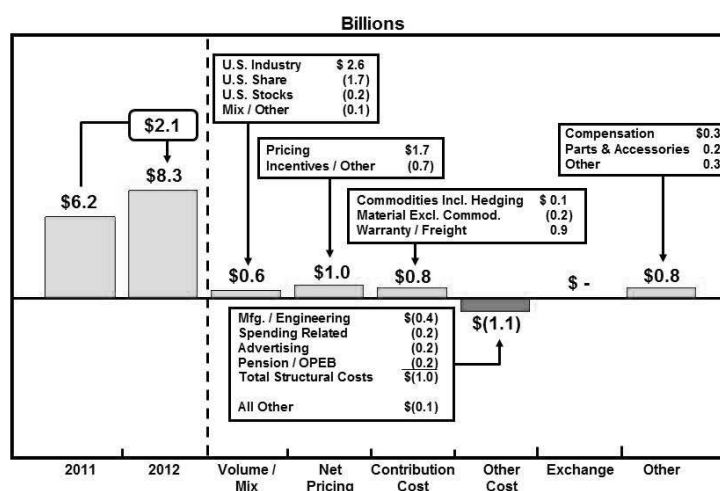 Billions
U.S. Industry $ 2.6
U.S. Share (1.7)
U.S. Stocks (0.2)
Mix / Other (0.1)
$2.1
Pricing $1.7
Incentives / Other (0.7)
Compensation $0.3
Parts & Accessories 0.2
Other 0.3
$8.3
$6.2
Commodities Incl. Hedging $ 0.1
Material Excl. Commod. (0.2)
Warranty / Freight 0.9
$0.6
$1.0
$0.8
$ -
$0.8
Mfg. / Engineering $(0.4)
Spending Related (0.2)
Advertising (0.2)
Pension / OPEB (0.2)
Total Structural Costs $(1.0)
All Other $(0.1)
$(1.1)
2011
2012
Volume /
Mix
Net
Pricing
Contribution
Cost
Other
Cost
Exchange
Other